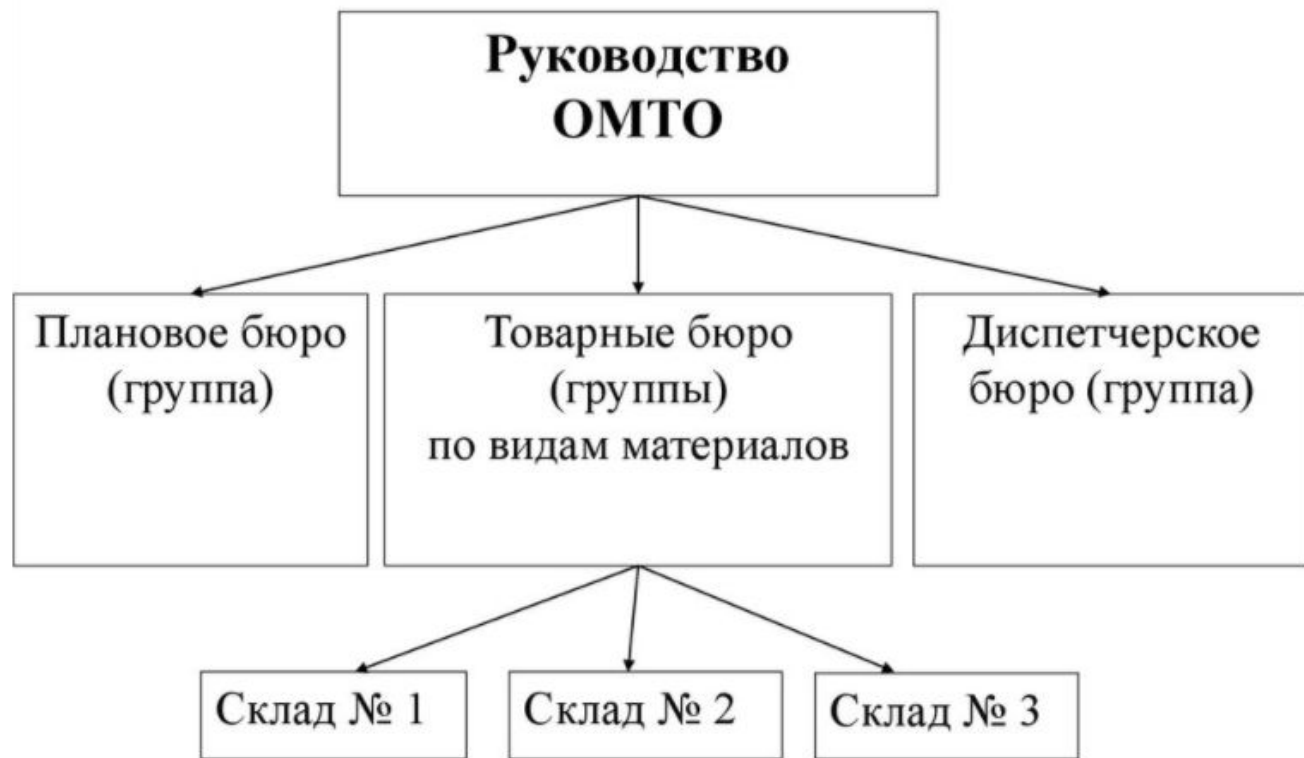 Руководство
ОМТО
Плановое бюро
(группа)
Товарные бюро
(группы)
по видам материалов
Диспетчерское
бюро (группа)
Склад № 1
Склад № 2
Склад № 3